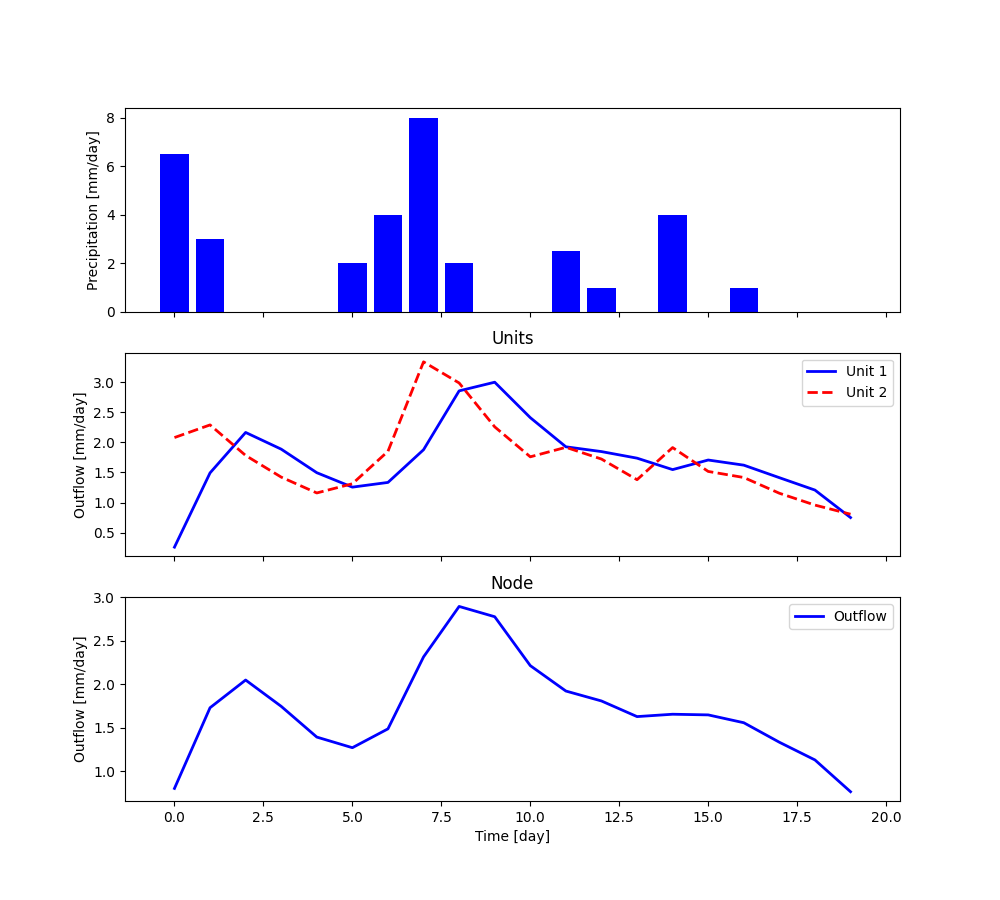 8
6
4
2
0
Precipitation [mm/day]
Units
3.0
2.5
2.0
1.5
1.0
0.5
Outflow [mm/day]
Unit 1
Unit 2
Node
3.0
2.5
2.0
1.5
1.0
Outflow [mm/day]
Outflow
0.0 2.5 5.0 7.5 10.0 12.5 15.0 17.5 20.0
Time [day]